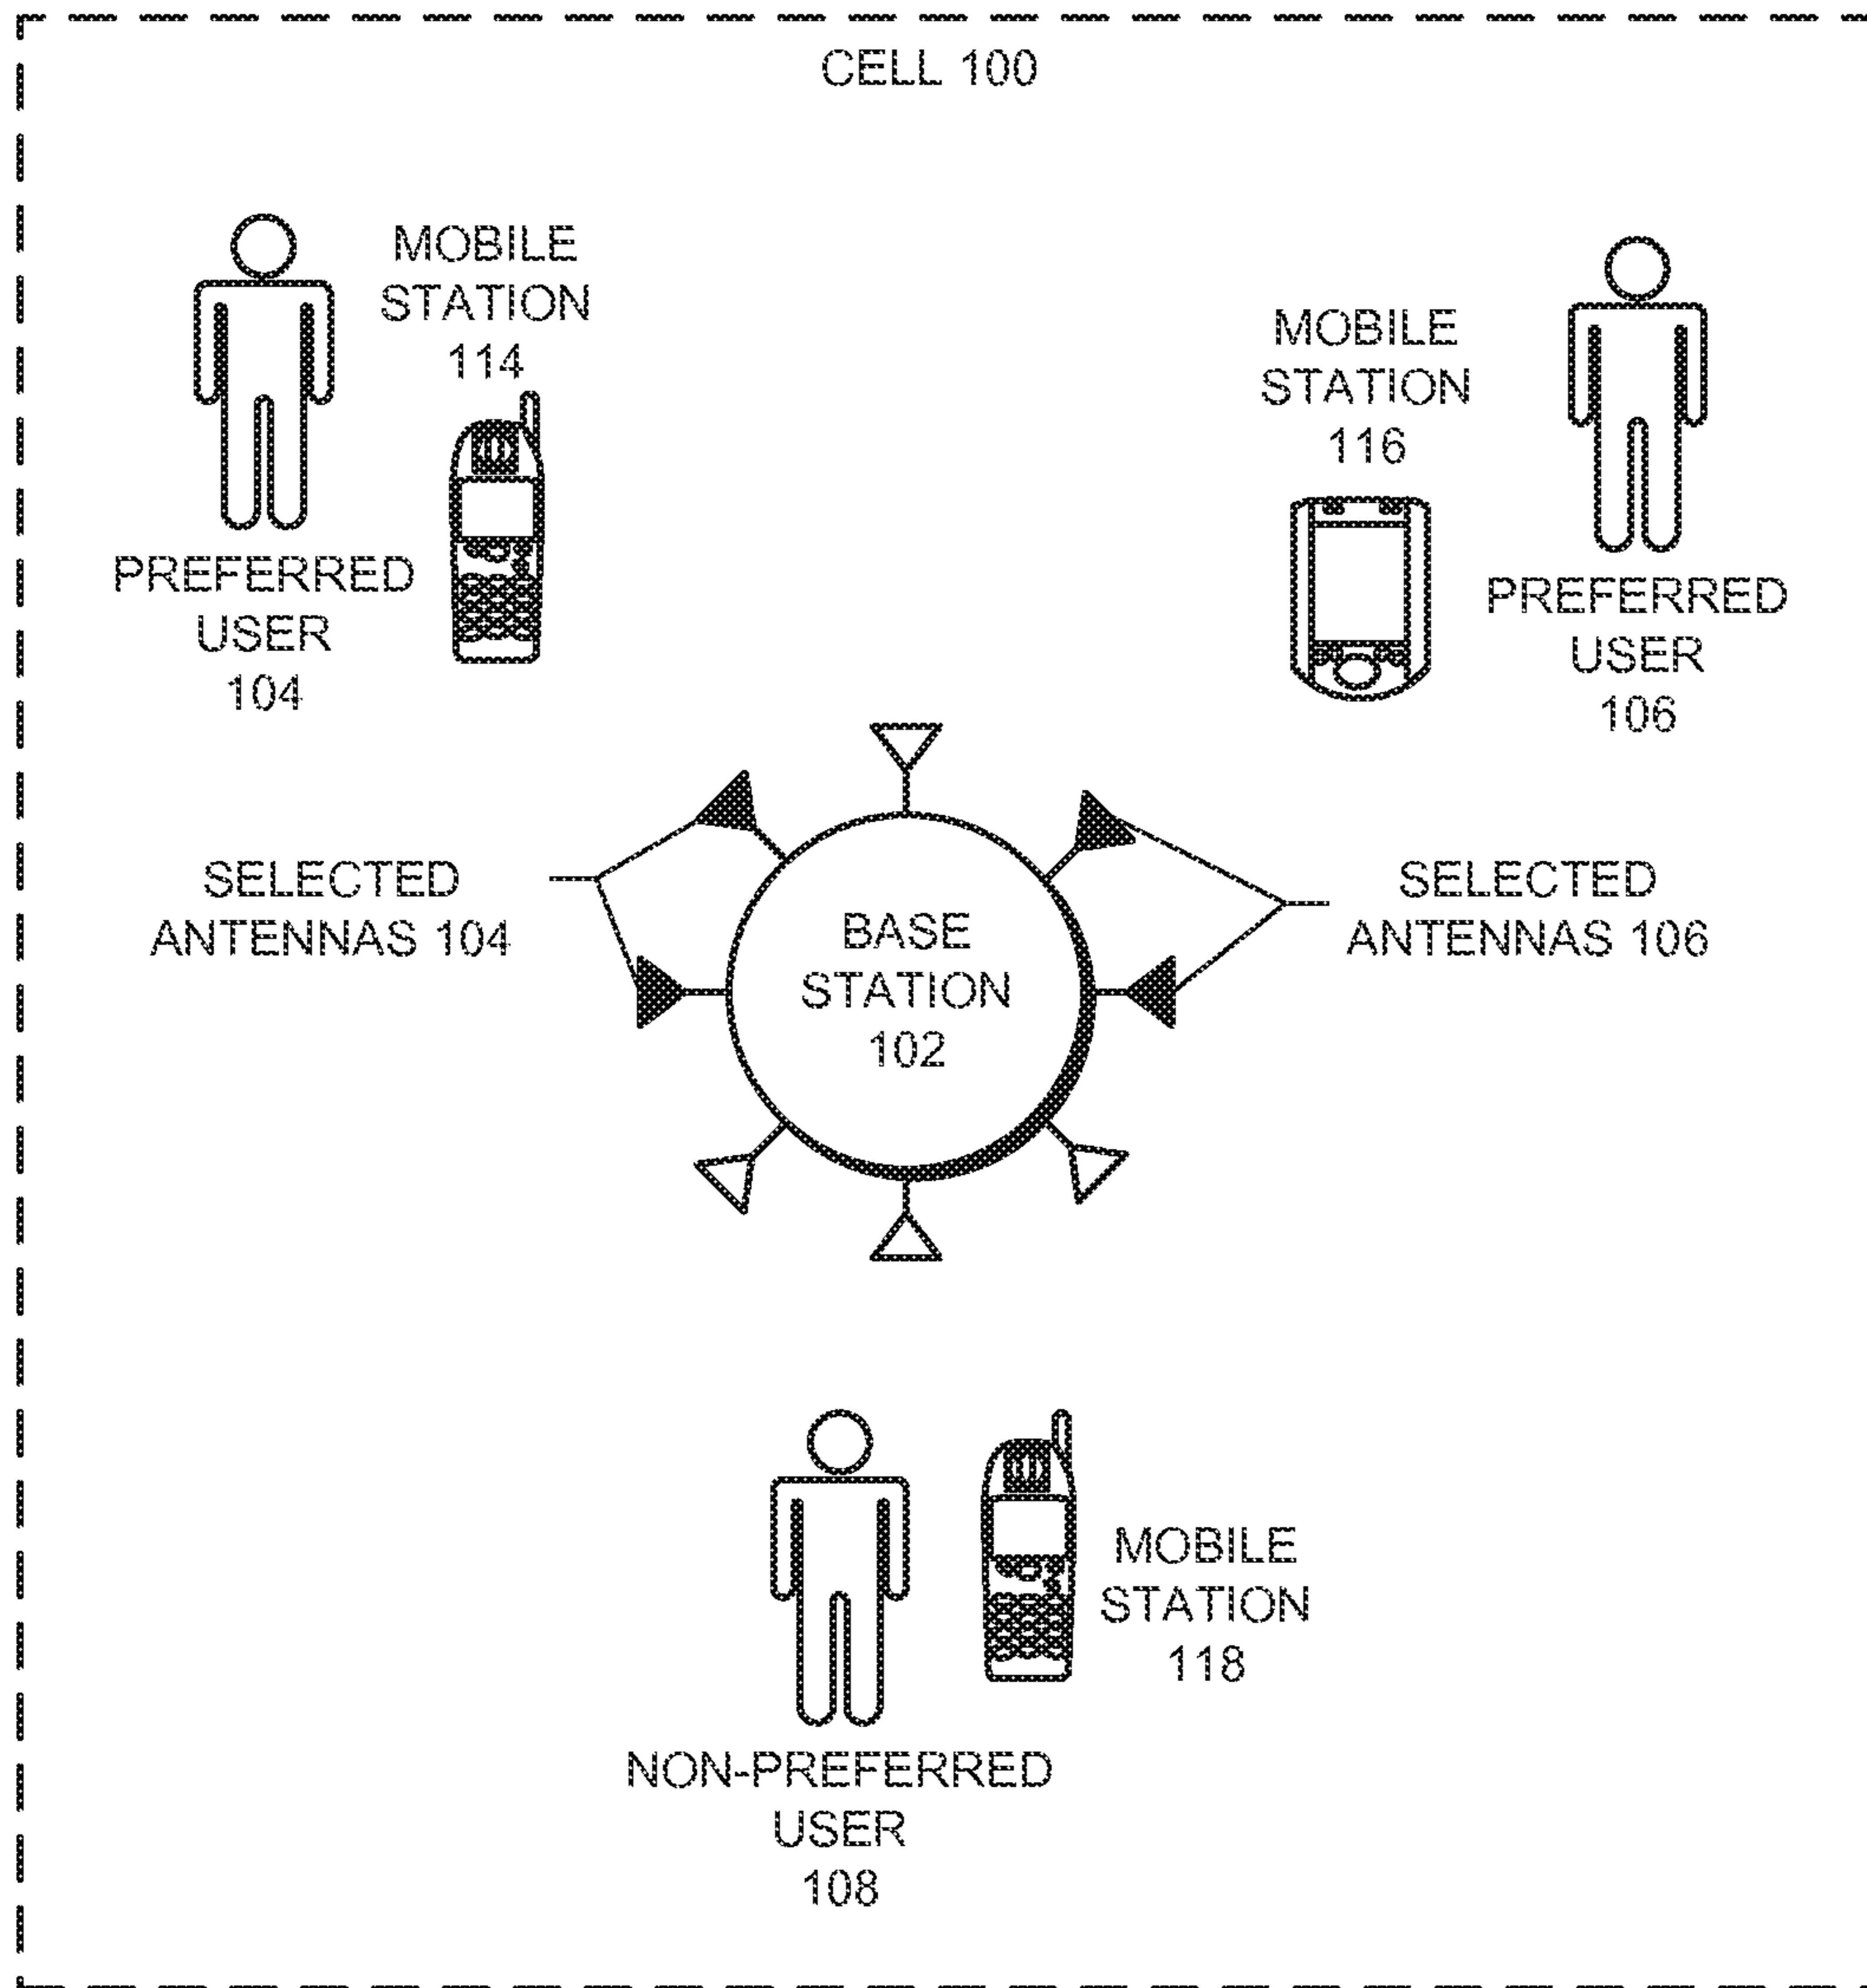 CELL 100
MOBILE
STATION
114
PREFERRED
USER
104
MOBILE
STATION
116
PREFERRED
USER
106
SELECTED
ANTENNAS 104
BASE
STATION
102
SELECTED
ANTENNAS 106
MOBILE
STATION
118
NON-PREFERRED
USER
108